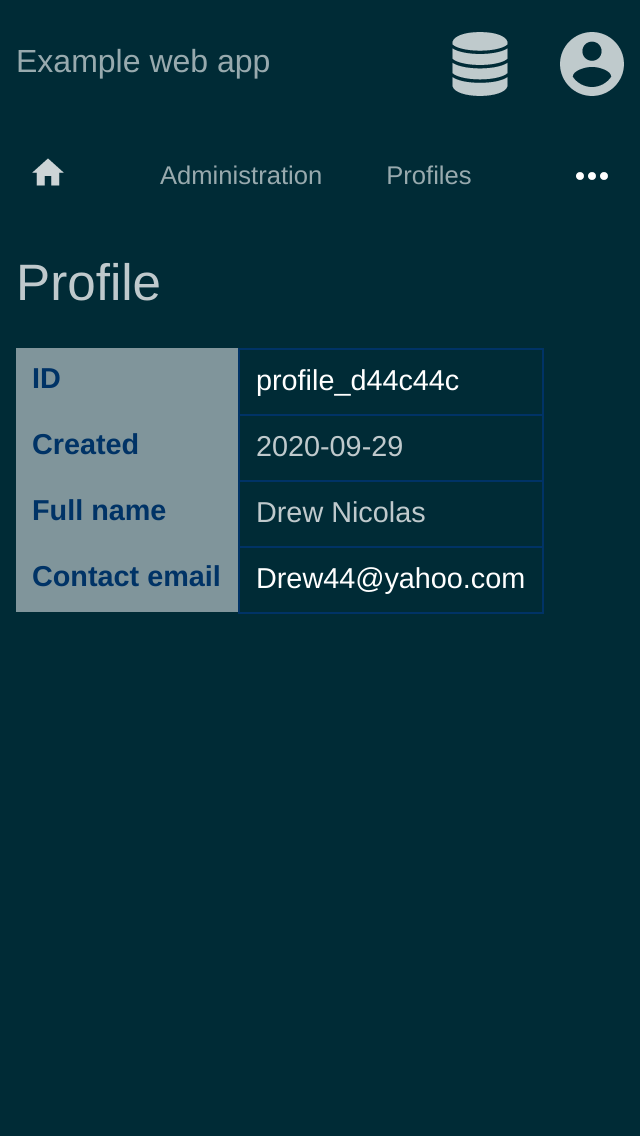 Example web app
Administration Profiles
Profile
ID profile_d44c44c
Created 2020-09-29
Full name Drew Nicolas
Contact email Drew44@yahoo.com